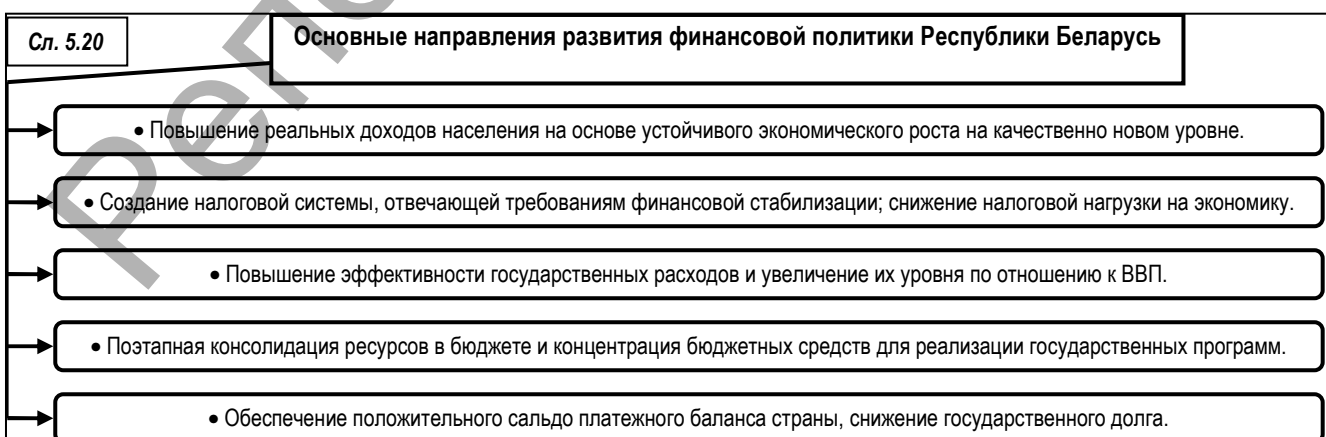 Сл. 5.20
Основные направления развития финансовой политики Республики Беларусь
• Повышение реальных доходов населения на основе устойчивого экономического роста на качественно новом уровне.
• Создание налоговой системы, отвечающей требованиям финансовой стабилизации; снижение налоговой нагрузки на экономику.
• Повышение эффективности государственных расходов и увеличение их уровня по отношению к ВВП.
• Поэтапная консолидация ресурсов в бюджете и концентрация бюджетных средств для реализации государственных программ.
• Обеспечение положительного сальдо платежного баланса страны, снижение государственного долга.